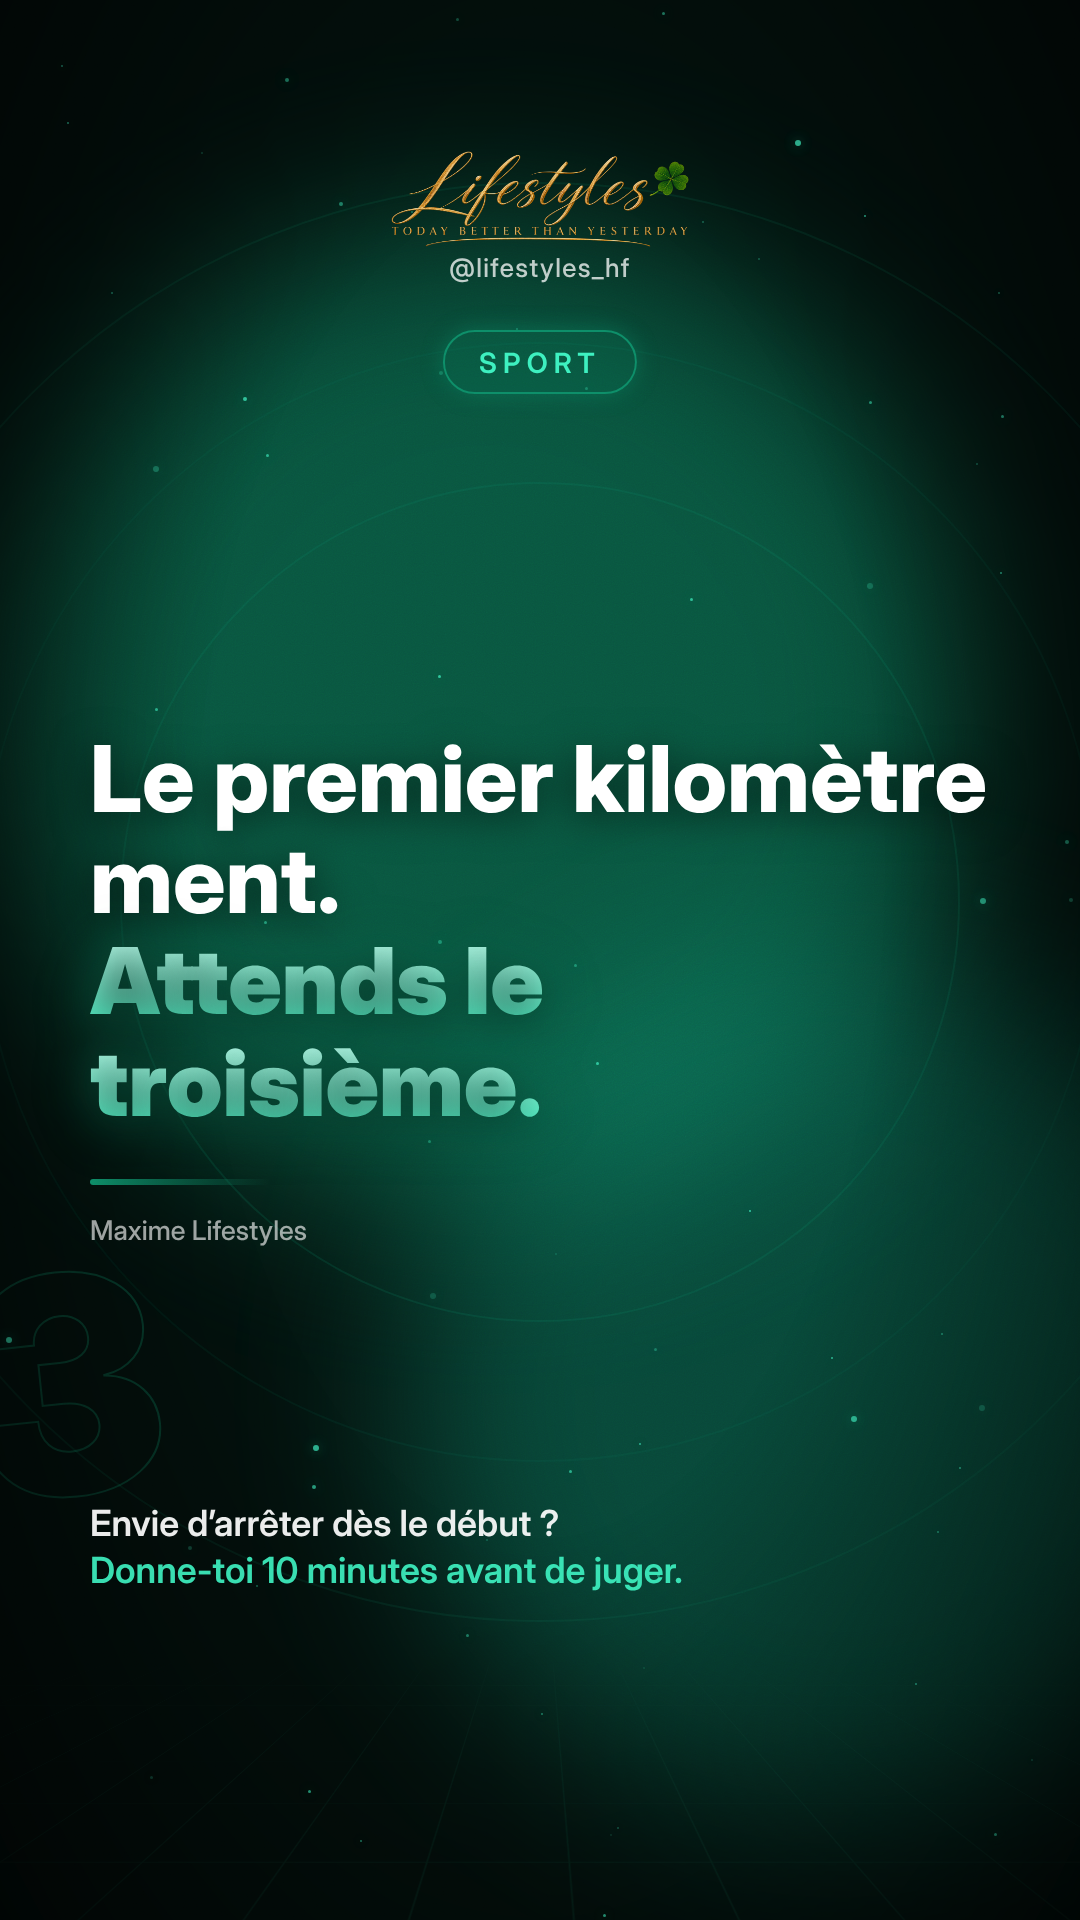 Lifestyles
TODAY BETTER THAN YESTERDAY
@lifestyles_hf
SPORT
Le premier kilomètre
ment.
Attends le
troisième.
Maxime Lifestyles
3
Envie d’arrêter dès le début ?
Donne-toi 10 minutes avant de juger.